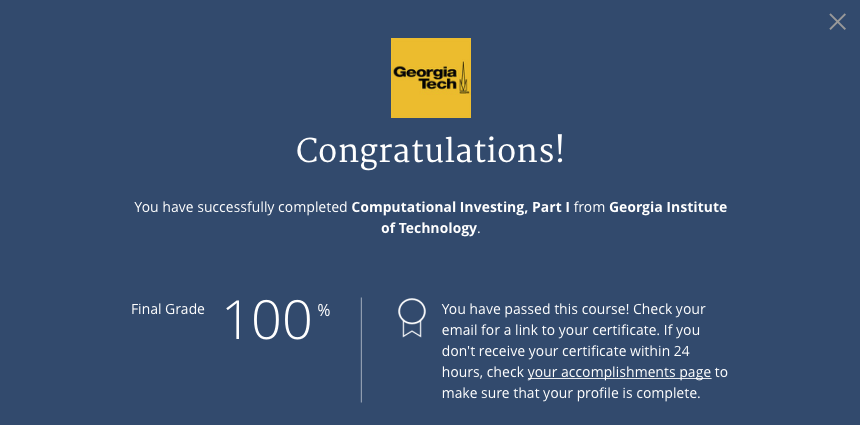 Georgia
Tech
Congratulations!
You have successfully completed Computational Investing, Part I from Georgia Institute
of Technology.
Final Grade 100 %
You have passed this course! Check your
email for a link to your certificate. If you
don't receive your certificate within 24
hours, check your accomplishments page to
make sure that your profile is complete.